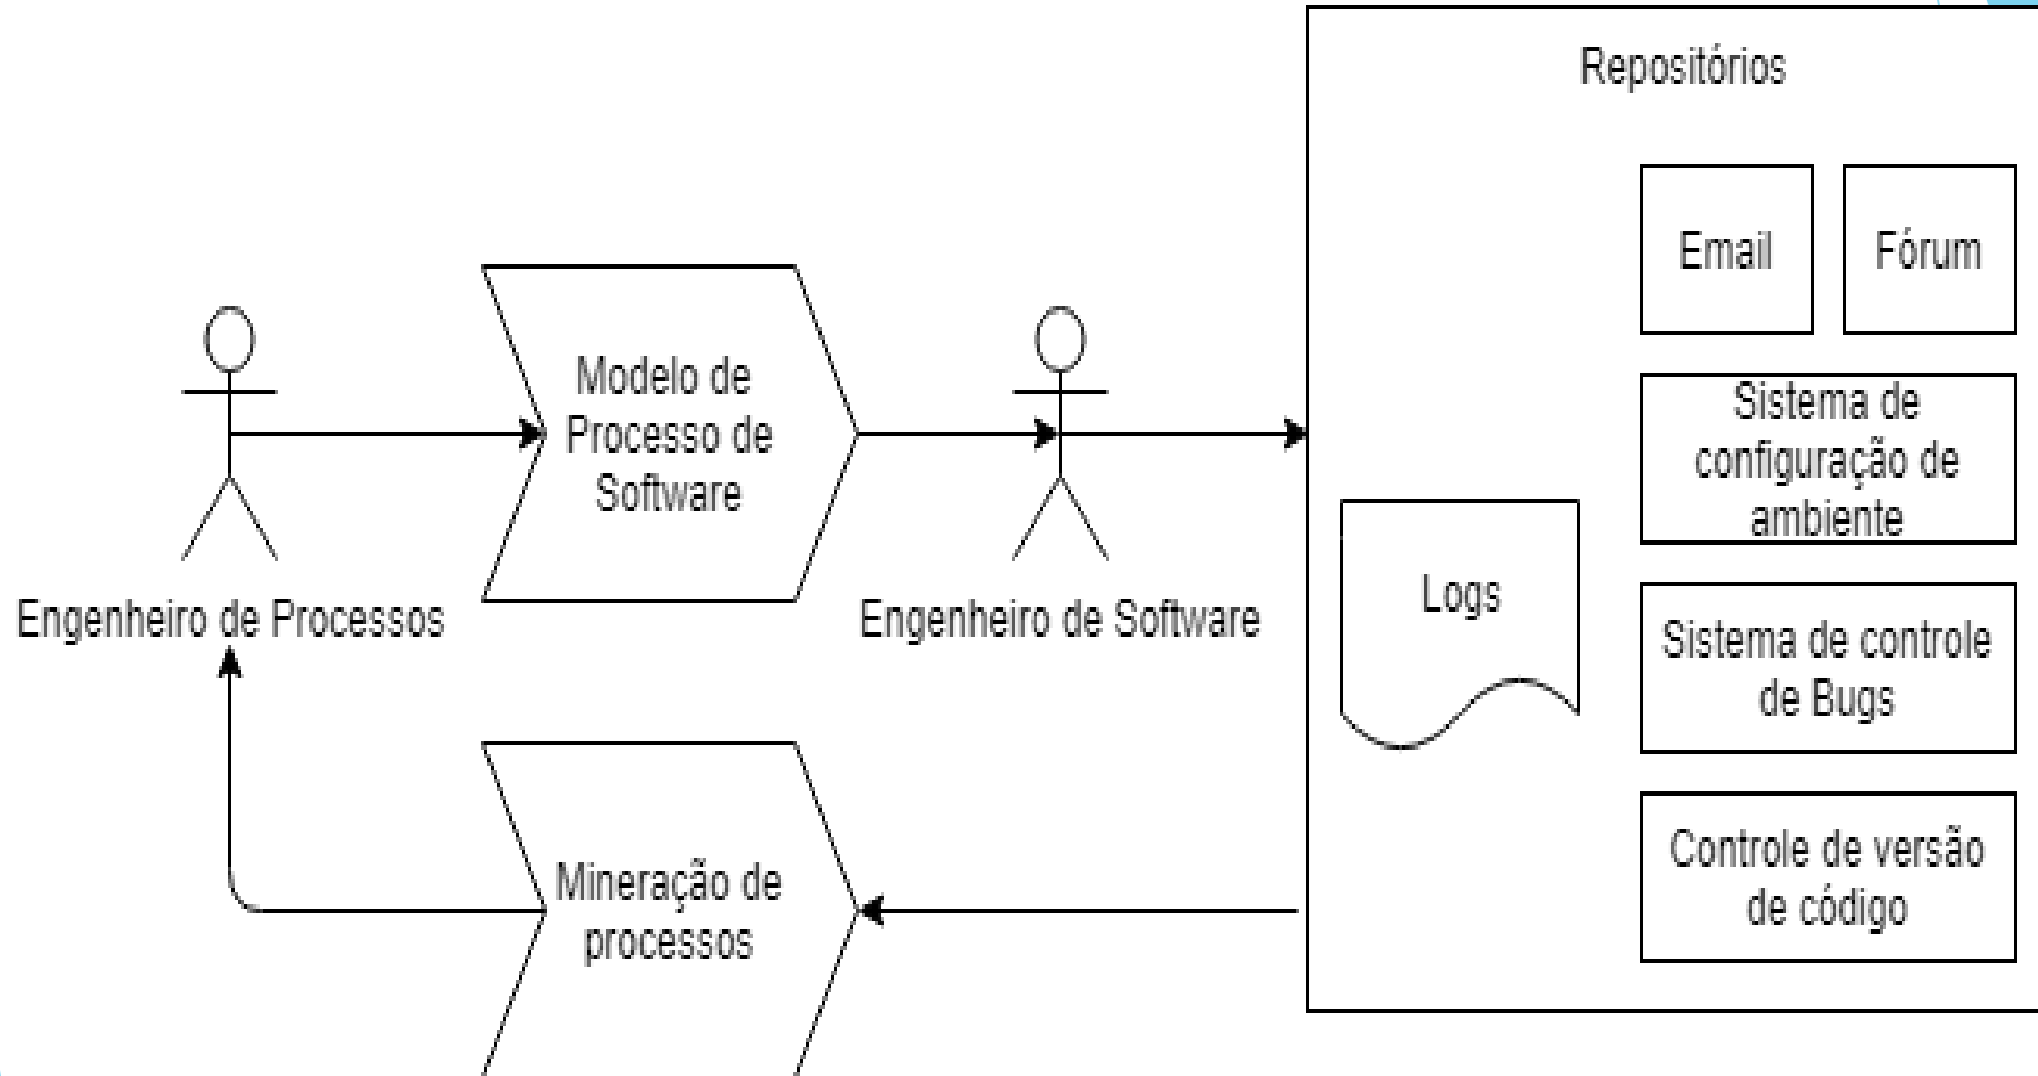 Repositórios
Email
Fórum
Modelo de
Processo de
Software
Sistema de
configuração de
ambiente
Logs
Engenheiro de Processos
Engenheiro de Software
Sistema de controle
de Bugs
Mineração de
processos
Controle de versão
de código